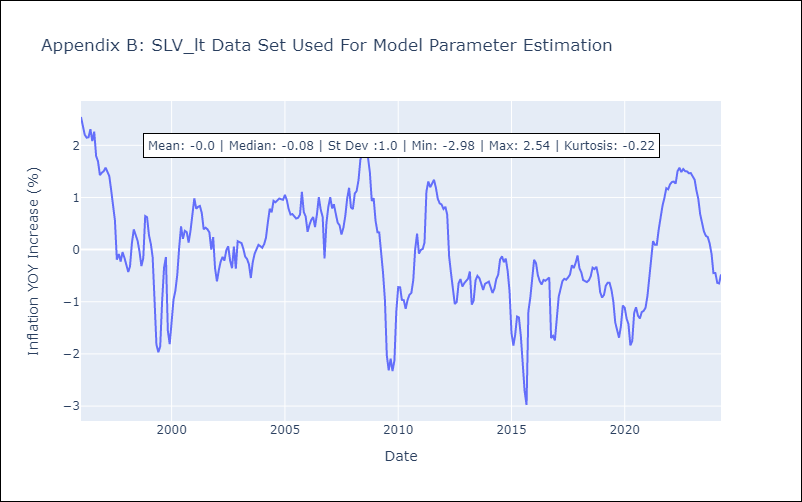 Appendix B: SLV_lt Data Set Used For Model Parameter Estimation
Mean: -0.0 | Median: -0.08 | St Dev :1.0 | Min: -2.98 | Max: 2.54 | Kurtosis: -0.22
Inflation YOY Increase (%)
2
1
0
−1
−2
−3
2000
2005
2010
2015
2020
Date